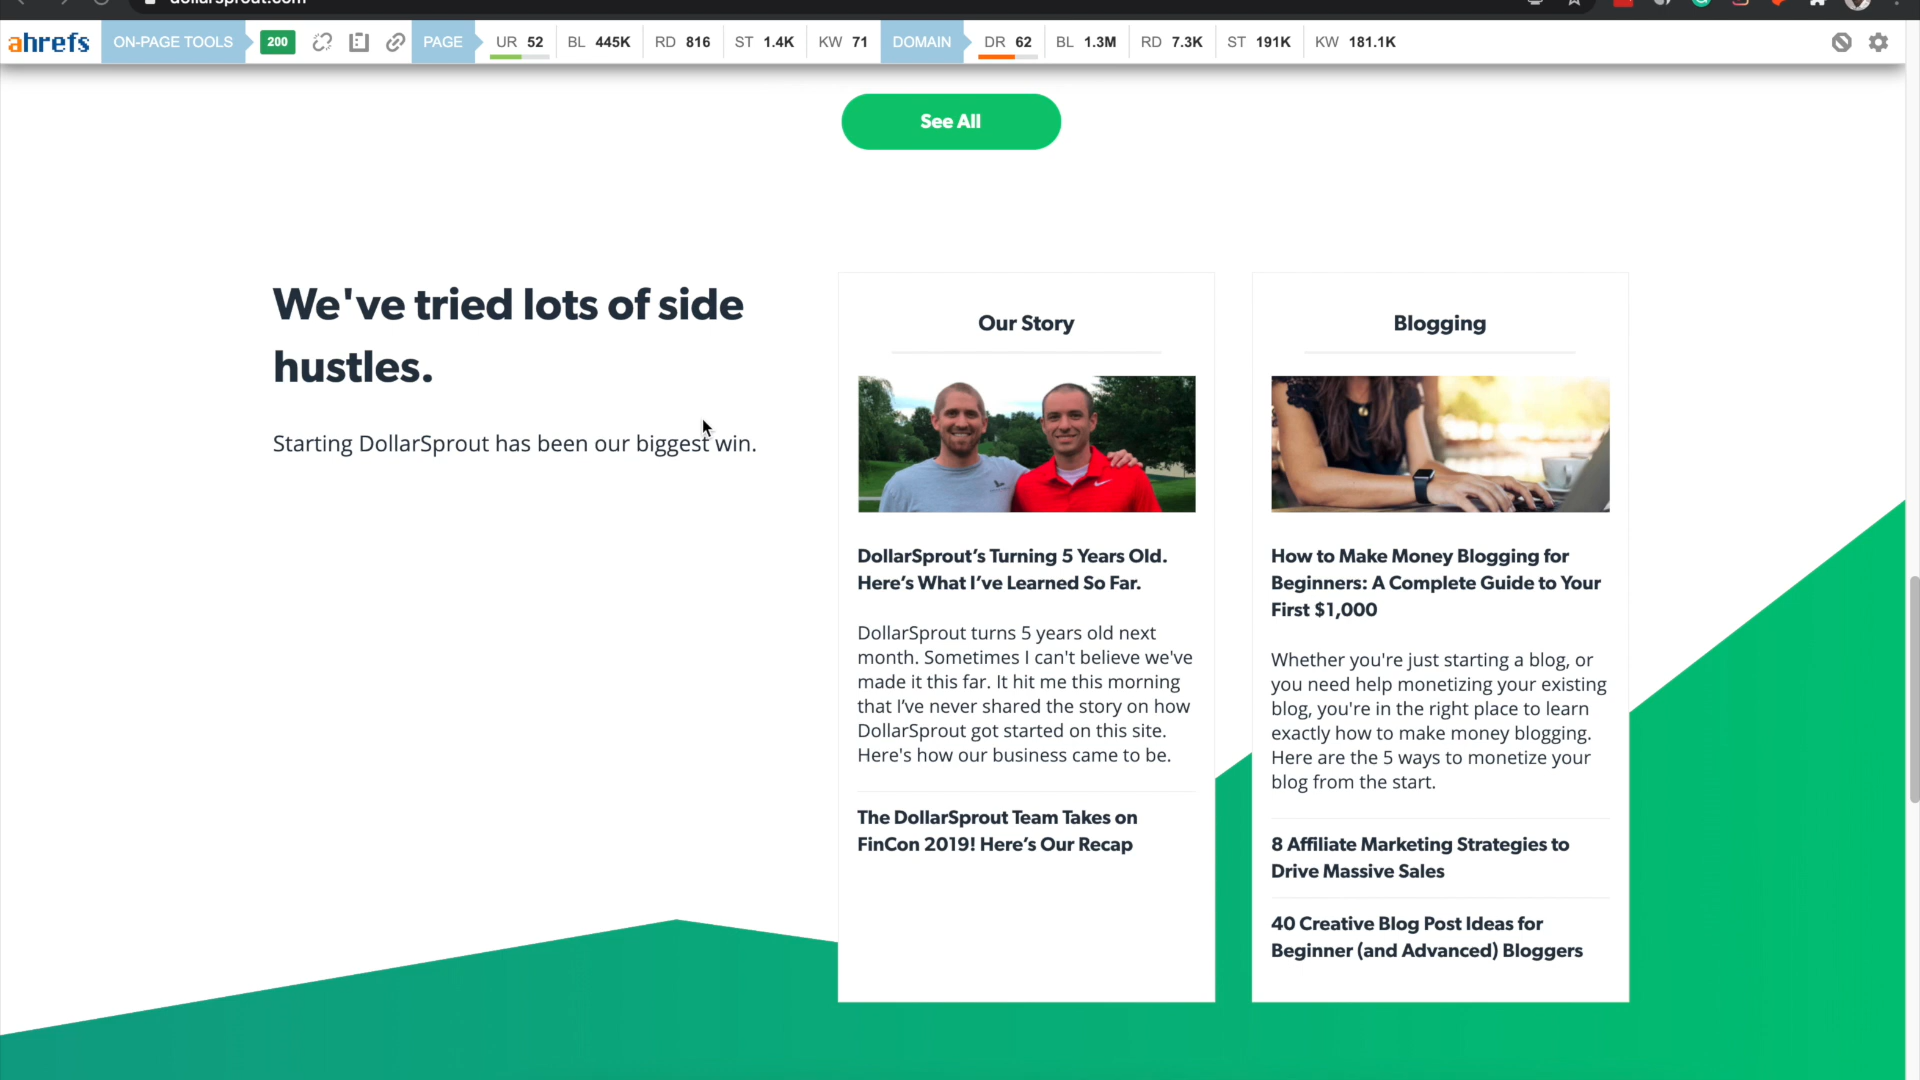 dollarsprout.com
ahrefs ON-PAGE TOOLS 200 PAGE UR 52 BL 445K RD 816 ST 1.4K KW 71 DOMAIN DR 62 BL 1.3M RD 7.3K ST 191K KW 181.1K
See All
We've tried lots of side
hustles.
Starting DollarSprout has been our biggest win.
Our Story
DollarSprout’s Turning 5 Years Old.
Here’s What I’ve Learned So Far.
DollarSprout turns 5 years old next
month. Sometimes I can't believe we've
made it this far. It hit me this morning
that I’ve never shared the story on how
DollarSprout got started on this site.
Here's how our business came to be.
The DollarSprout Team Takes on
FinCon 2019! Here’s Our Recap
Blogging
How to Make Money Blogging for
Beginners: A Complete Guide to Your
First $1,000
Whether you're just starting a blog, or
you need help monetizing your existing
blog, you're in the right place to learn
exactly how to make money blogging.
Here are the 5 ways to monetize your
blog from the start.
8 Affiliate Marketing Strategies to
Drive Massive Sales
40 Creative Blog Post Ideas for
Beginner (and Advanced) Bloggers